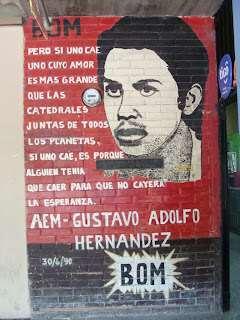 BOM
PERO SI UNO CAE
UNO CUYO AMOR
ES MAS GRANDE
QUE LAS
CATEDRALES
JUNTAS DE TODOS
LOS PLANETAS,
SI UNO CAE, ES PORQUE
ALGUIEN TENIA
QUE CAER PARA QUE NO CAYERA
LA ESPERANZA.
AEM- GUSTAVO ADOLFO
HERNANDEZ
30/6/90
BOM